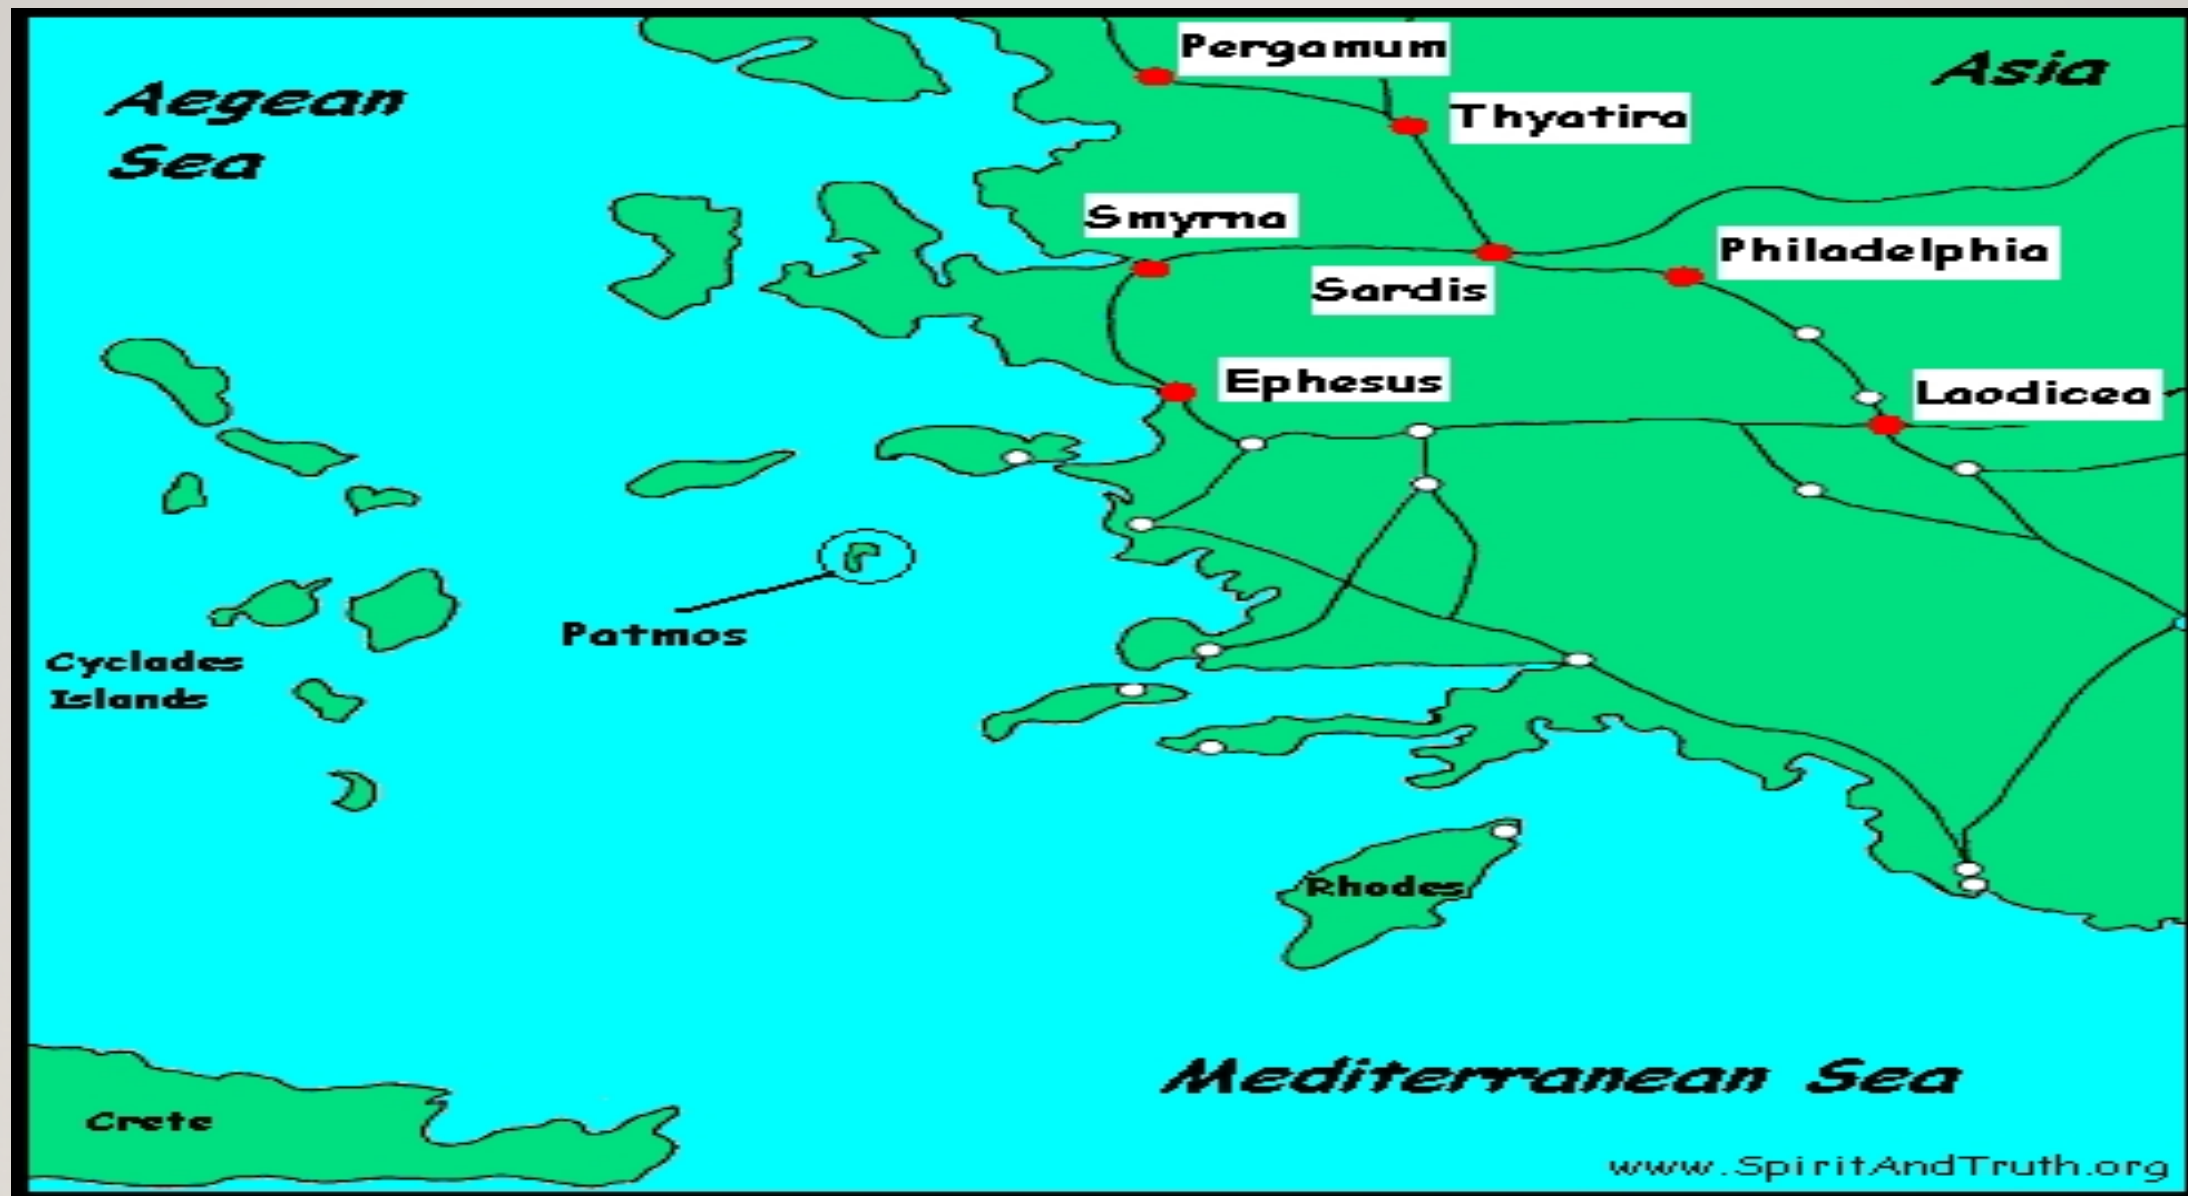 Pergamum
Asia
Aegean
Sea
Thyatira
Smyrna
Philadelphia
Sardis
Ephesus
Laodicea
Patmos
Cyclades
Islands
Rhodes
Mediterranean Sea
Crete
www.SpiritAndTruth.org